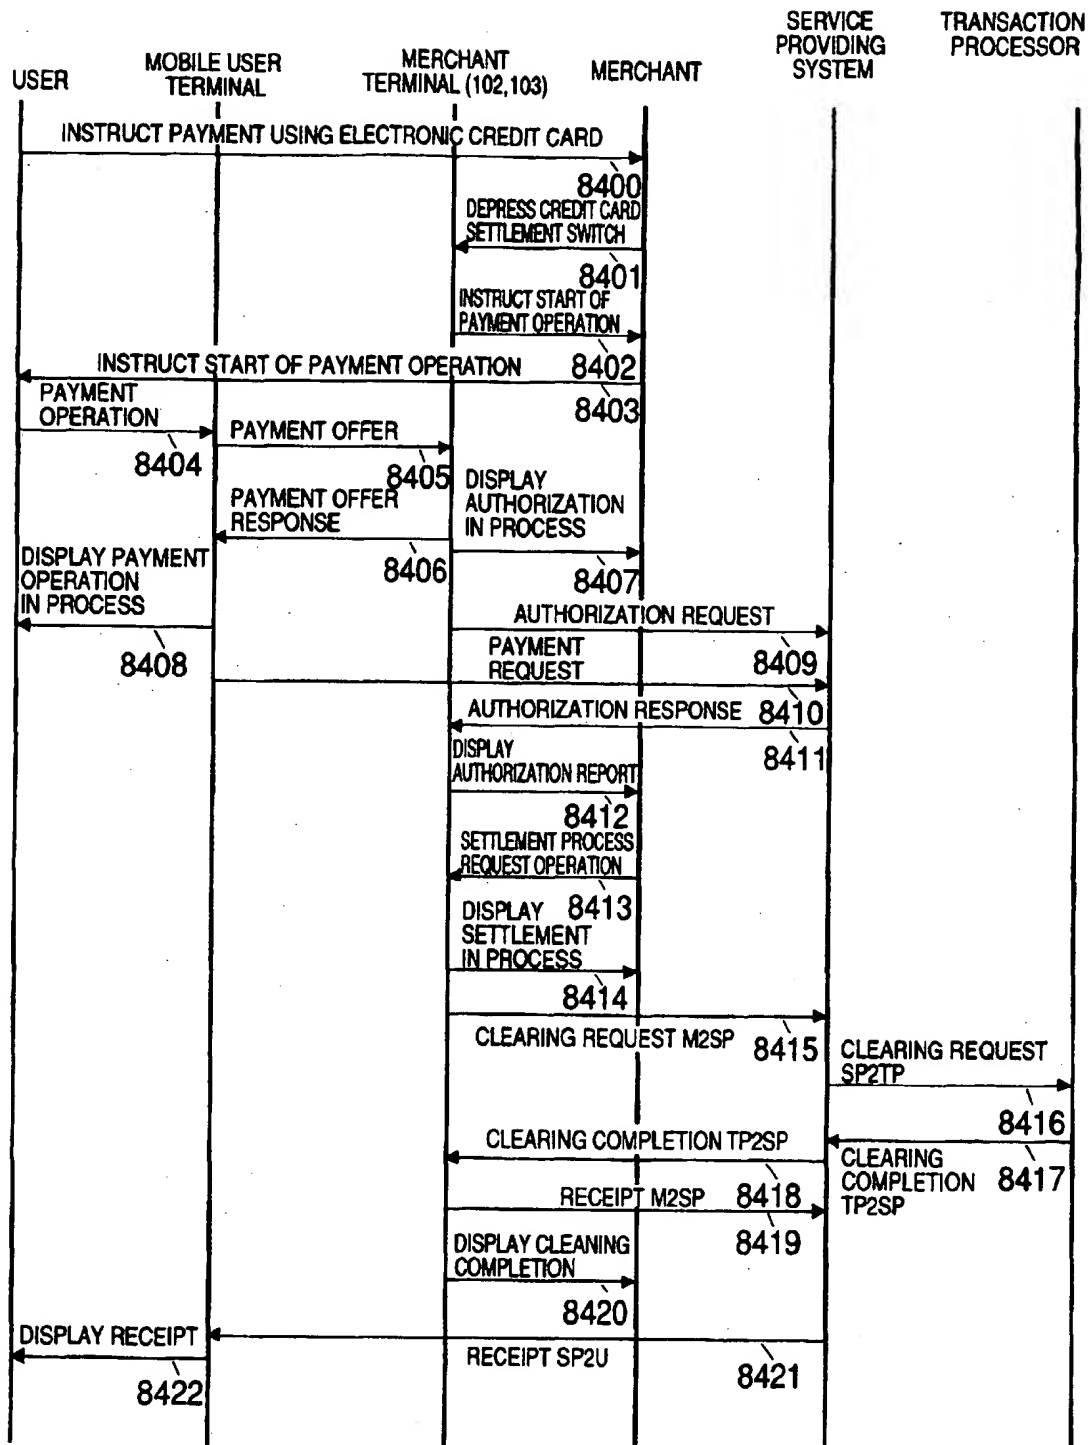 SERVICE
PROVIDING
SYSTEM
TRANSACTION
PROCESSOR
USER
MOBILE USER
TERMINAL
MERCHANT
TERMINAL (102,103)
MERCHANT
INSTRUCT PAYMENT USING ELECTRONIC CREDIT CARD
8400
DEPRESS CREDIT CARD
SETTLEMENT SWITCH
8401
INSTRUCT START OF
PAYMENT OPERATION
8402
INSTRUCT START OF PAYMENT OPERATION
8403
PAYMENT
OPERATION
8404
PAYMENT OFFER
8405
PAYMENT OFFER
RESPONSE
8406
DISPLAY
AUTHORIZATION
IN PROCESS
8407
DISPLAY PAYMENT
OPERATION
IN PROCESS
8408
AUTHORIZATION REQUEST
8409
PAYMENT
REQUEST
8410
AUTHORIZATION RESPONSE
8411
DISPLAY
AUTHORIZATION REPORT
8412
SETTLEMENT PROCESS
REQUEST OPERATION
8413
DISPLAY
SETTLEMENT
IN PROCESS
8414
CLEARING REQUEST M2SP
8415
CLEARING REQUEST
SP2TP
8416
CLEARING
COMPLETION
TP2SP
8417
CLEARING COMPLETION TP2SP
8418
RECEIPT M2SP
8419
DISPLAY CLEANING
COMPLETION
8420
RECEIPT SP2U
8421
DISPLAY RECEIPT
8422